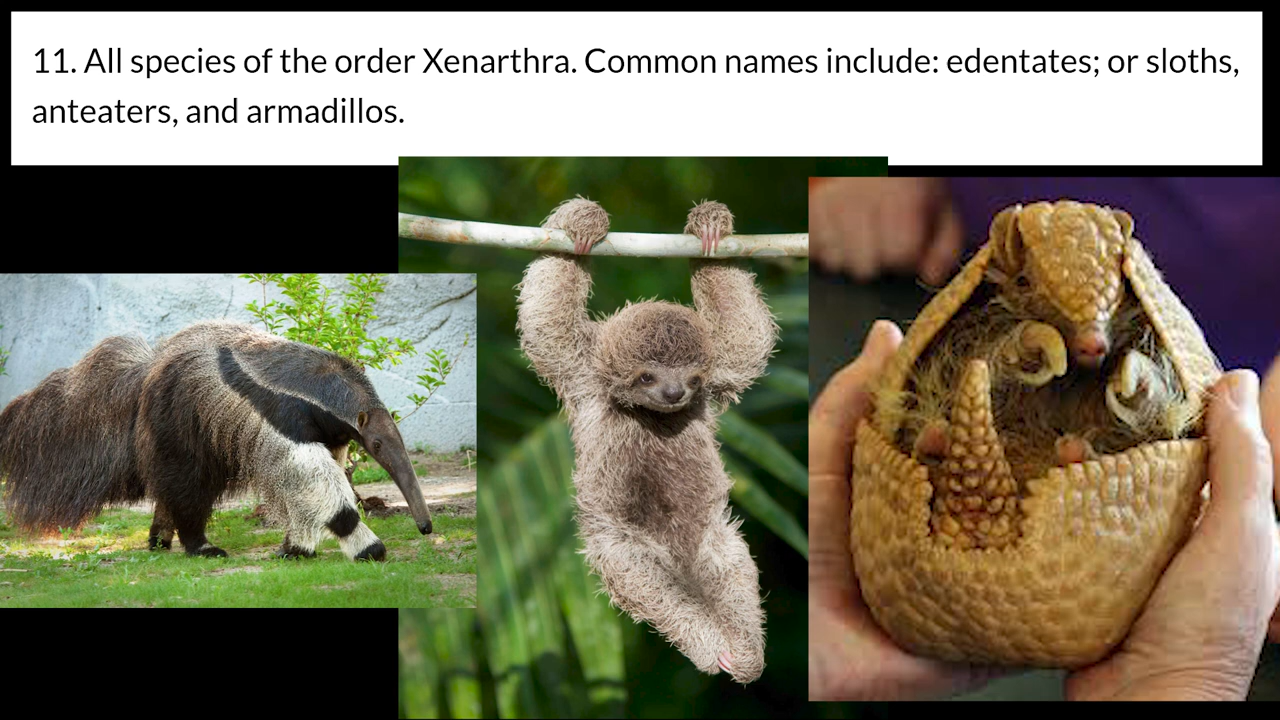 11. All species of the order Xenarthra. Common names include: edentates; or sloths,
anteaters, and armadillos.